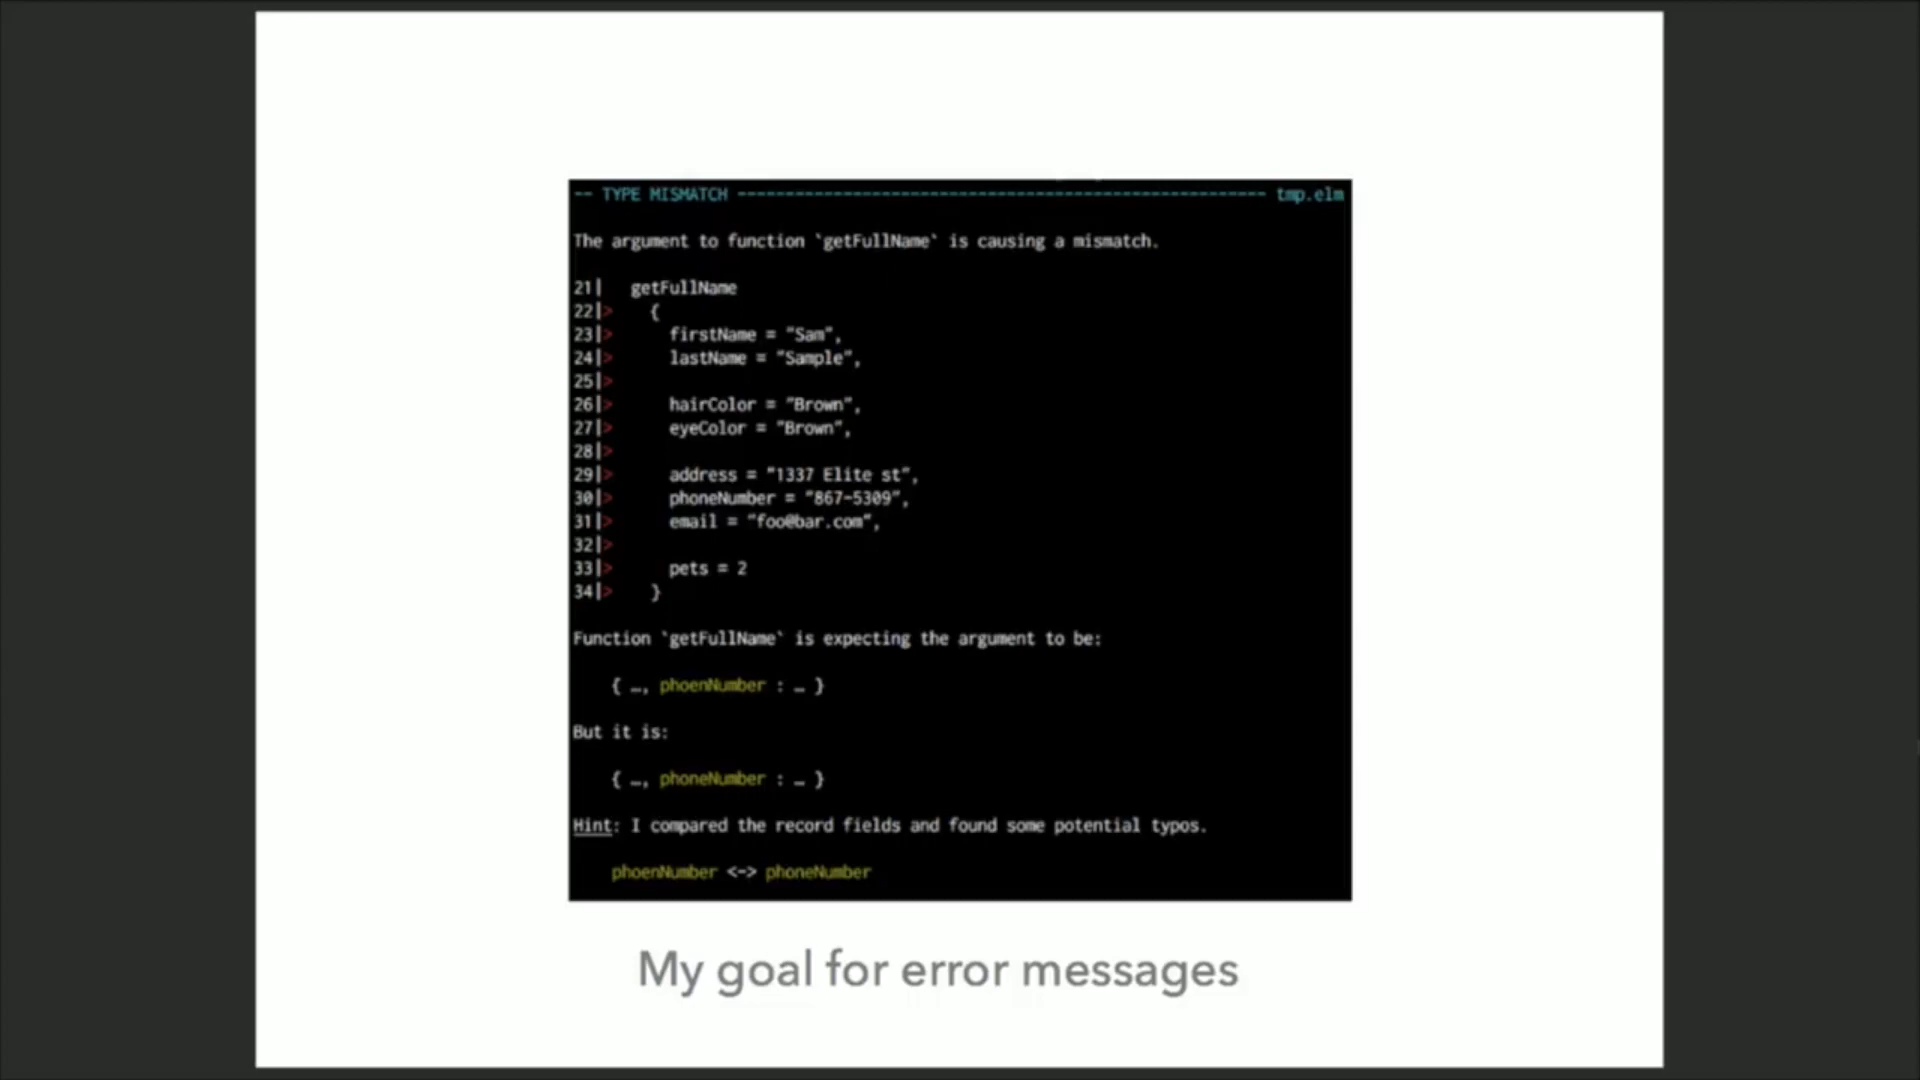 -- TYPE MISMATCH ------------------------------------------------------- tmp.elm
The argument to function `getFullName` is causing a mismatch.
21|   getFullName
22|>    {
23|>      firstName = "Sam",
24|>      lastName = "Sample",
25|>
26|>      hairColor = "Brown",
27|>      eyeColor = "Brown",
28|>
29|>      address = "1337 Elite st",
30|>      phoneNumber = "867-5309",
31|>      email = "foo@bar.com",
32|>
33|>      pets = 2
34|>    }
Function `getFullName` is expecting the argument to be:
{ …, phoenNumber : … }
But it is:
{ …, phoneNumber : … }
Hint: I compared the record fields and found some potential typos.
phoenNumber <-> phoneNumber
My goal for error messages